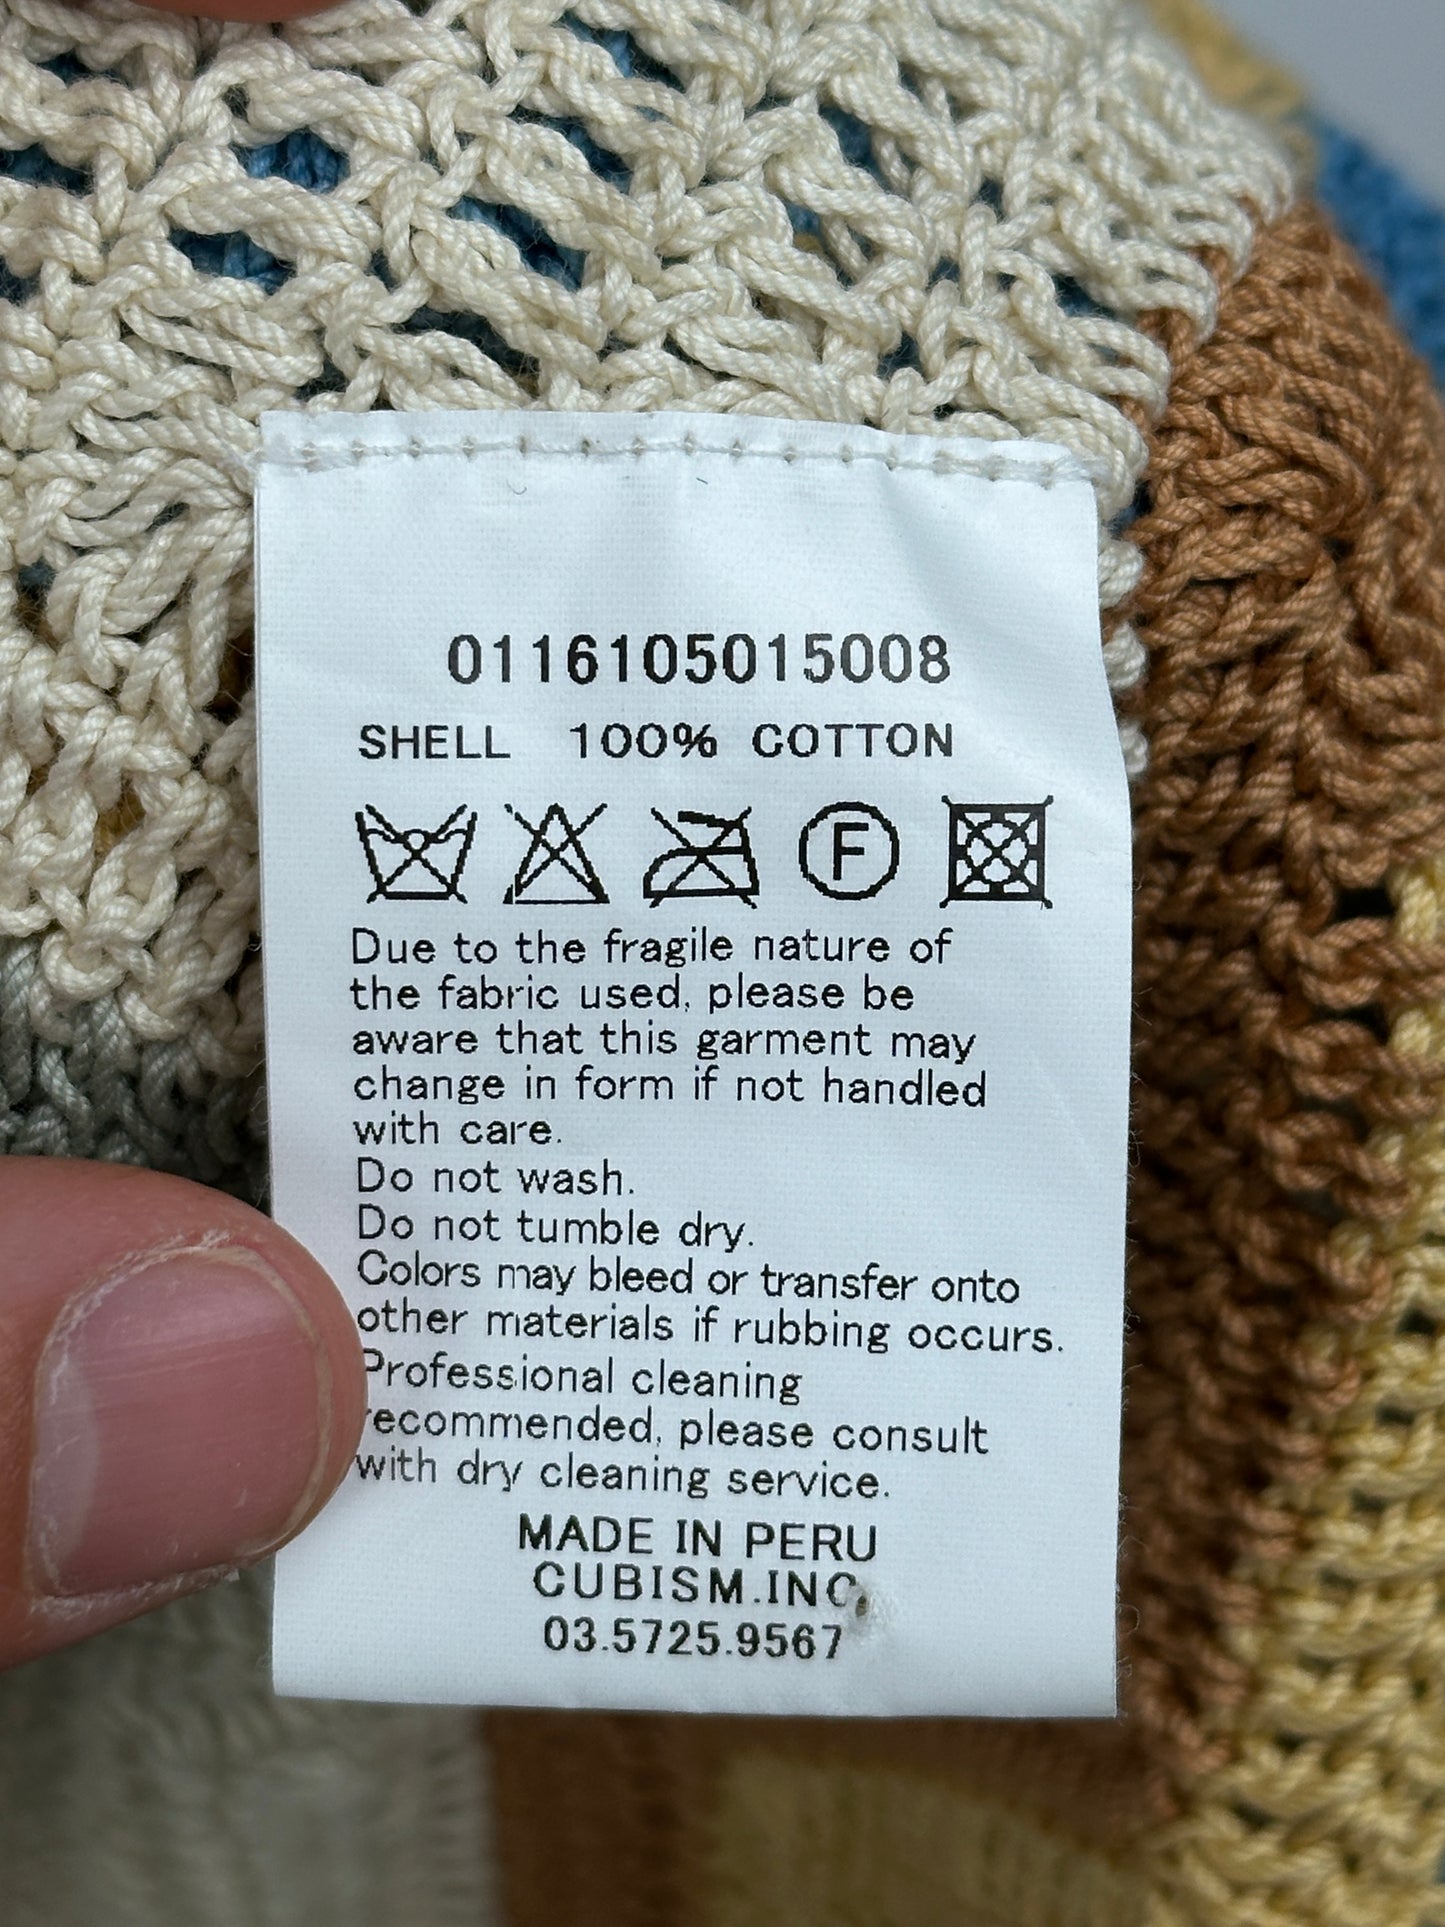 0116105015008
SHELL 100% COTTON
F
Due to the fragile nature of
the fabric used, please be
aware that this garment may
change in form if not handled
with care.
Do not wash.
Do not tumble dry.
Colors may bleed or transfer onto
other materials if rubbing occurs.
Professional cleaning
recommended, please consult
with dry cleaning service.
MADE IN PERU
CUBISM.INC.
03.5725.9567